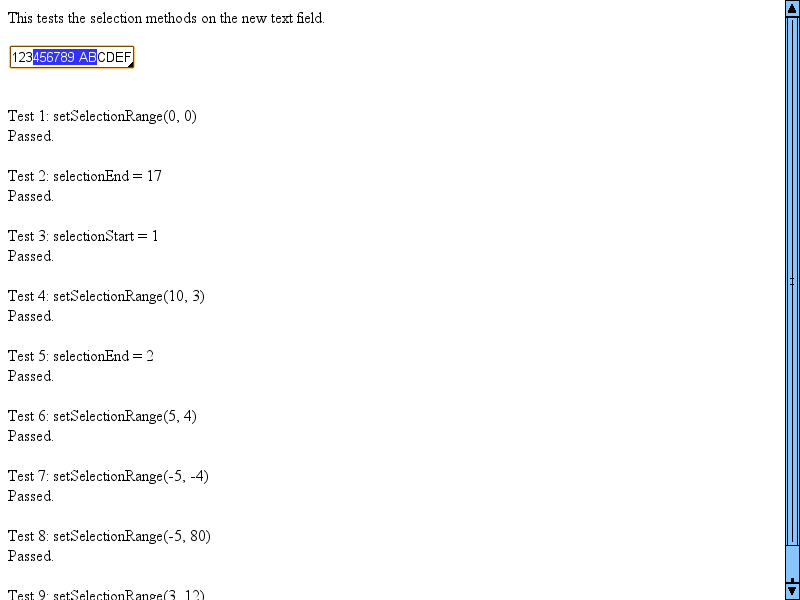 This tests the selection methods on the new text field.
123456789 ABCDEF
Test 1: setSelectionRange(0, 0)
Passed.
Test 2: selectionEnd = 17
Passed.
Test 3: selectionStart = 1
Passed.
Test 4: setSelectionRange(10, 3)
Passed.
Test 5: selectionEnd = 2
Passed.
Test 6: setSelectionRange(5, 4)
Passed.
Test 7: setSelectionRange(-5, -4)
Passed.
Test 8: setSelectionRange(-5, 80)
Passed.
Test 9: setSelectionRange(3, 12)